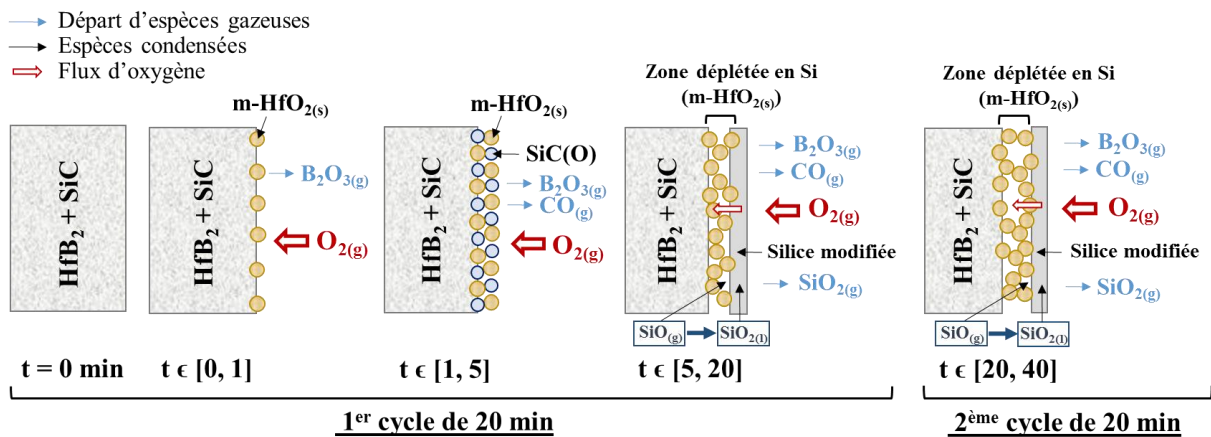 Départ d'espèces gazeuses
Espèces condensées
Flux d'oxygène
HfB₂ + SiC
t = 0 min
m-HfO₂₍ₛ₎
HfB₂ + SiC
B₂O₃₍g₎
O₂₍g₎
t ϵ [0, 1]
m-HfO₂₍ₛ₎
SiC(O)
HfB₂ + SiC
B₂O₃₍g₎
CO₍g₎
O₂₍g₎
t ϵ [1, 5]
Zone déplétée en Si
(m-HfO₂₍ₛ₎)
HfB₂ + SiC
B₂O₃₍g₎
CO₍g₎
O₂₍g₎
Silice modifiée
SiO₂₍g₎
SiO₍g₎
SiO₂₍l₎
t ϵ [5, 20]
1ᵉʳ cycle de 20 min
Zone déplétée en Si
(m-HfO₂₍ₛ₎)
HfB₂ + SiC
B₂O₃₍g₎
CO₍g₎
O₂₍g₎
Silice modifiée
SiO₂₍g₎
SiO₍g₎
SiO₂₍l₎
t ϵ [20, 40]
2ᵉ̀ᵐᵉ cycle de 20 min